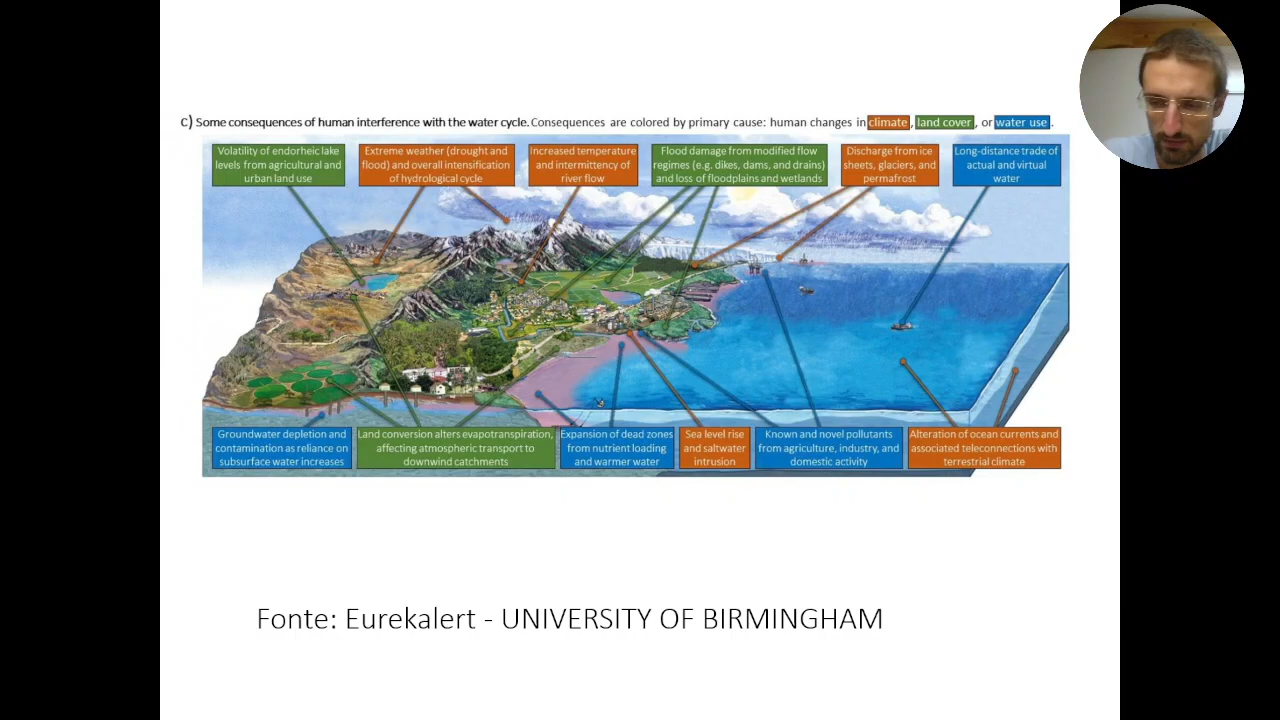 c) Some consequences of human interference with the water cycle. Consequences are colored by primary cause: human changes in climate, land cover, or water use.
Volatility of endorheic lake
levels from agricultural and
urban land use
Extreme weather (drought and
flood) and overall intensification
of hydrological cycle
Increased temperature
and intermittency of
river flow
Flood damage from modified flow
regimes (e.g. dikes, dams, and drains)
and loss of floodplains and wetlands
Discharge from ice
sheets, glaciers, and
permafrost
Long-distance trade of
actual and virtual
water
Groundwater depletion and
contamination as reliance on
subsurface water increases
Land conversion alters evapotranspiration,
affecting atmospheric transport to
downwind catchments
Expansion of dead zones
from nutrient loading
and warmer water
Sea level rise
and saltwater
intrusion
Known and novel pollutants
from agriculture, industry, and
domestic activity
Alteration of ocean currents and
associated teleconnections with
terrestrial climate
Fonte: Eurekalert - UNIVERSITY OF BIRMINGHAM